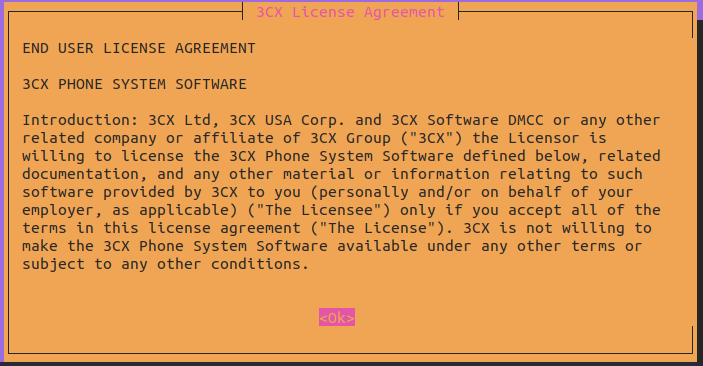 3CX License Agreement
END USER LICENSE AGREEMENT
3CX PHONE SYSTEM SOFTWARE
Introduction: 3CX Ltd, 3CX USA Corp. and 3CX Software DMCC or any other
related company or affiliate of 3CX Group ("3CX") the Licensor is
willing to license the 3CX Phone System Software defined below, related
documentation, and any other material or information relating to such
software provided by 3CX to you (personally and/or on behalf of your
employer, as applicable) ("The Licensee") only if you accept all of the
terms in this license agreement ("The License"). 3CX is not willing to
make the 3CX Phone System Software available under any other terms or
subject to any other conditions.
<Ok>